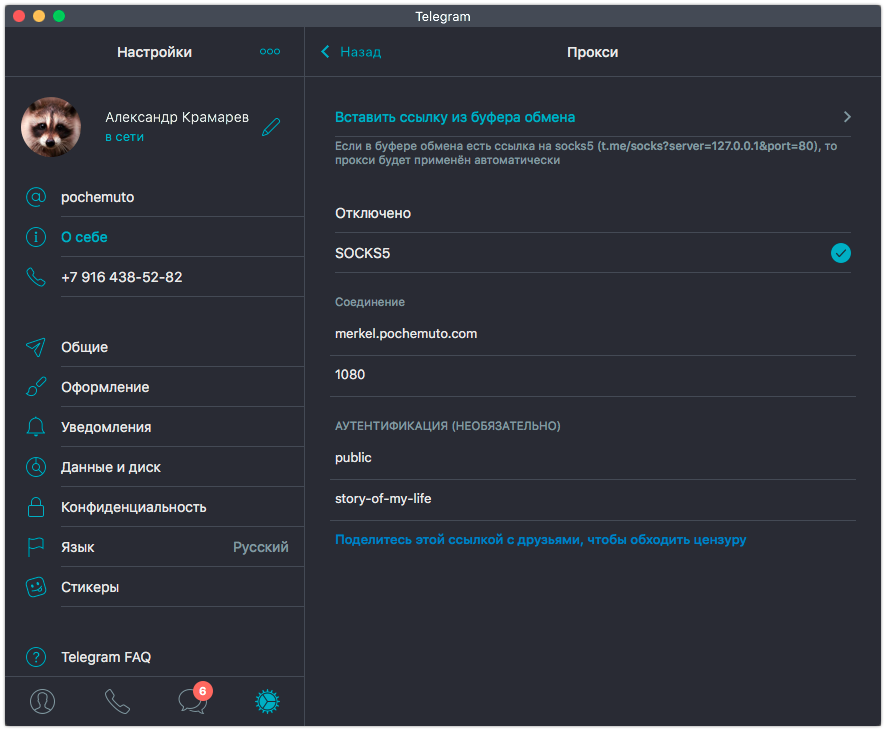 Telegram
Настройки
Назад
Прокси
Александр Крамарев
в сети
pochemuto
О себе
+7 916 438-52-82
Общие
Оформление
Уведомления
Данные и диск
Конфиденциальность
Язык Русский
Стикеры
Telegram FAQ
6
Вставить ссылку из буфера обмена
Если в буфере обмена есть ссылка на socks5 (t.me/socks?server=127.0.0.1&port=80), то
прокси будет применён автоматически
Отключено
SOCKS5
Соединение
merkel.pochemuto.com
1080
АУТЕНТИФИКАЦИЯ (НЕОБЯЗАТЕЛЬНО)
public
story-of-my-life
Поделитесь этой ссылкой с друзьями, чтобы обходить цензуру